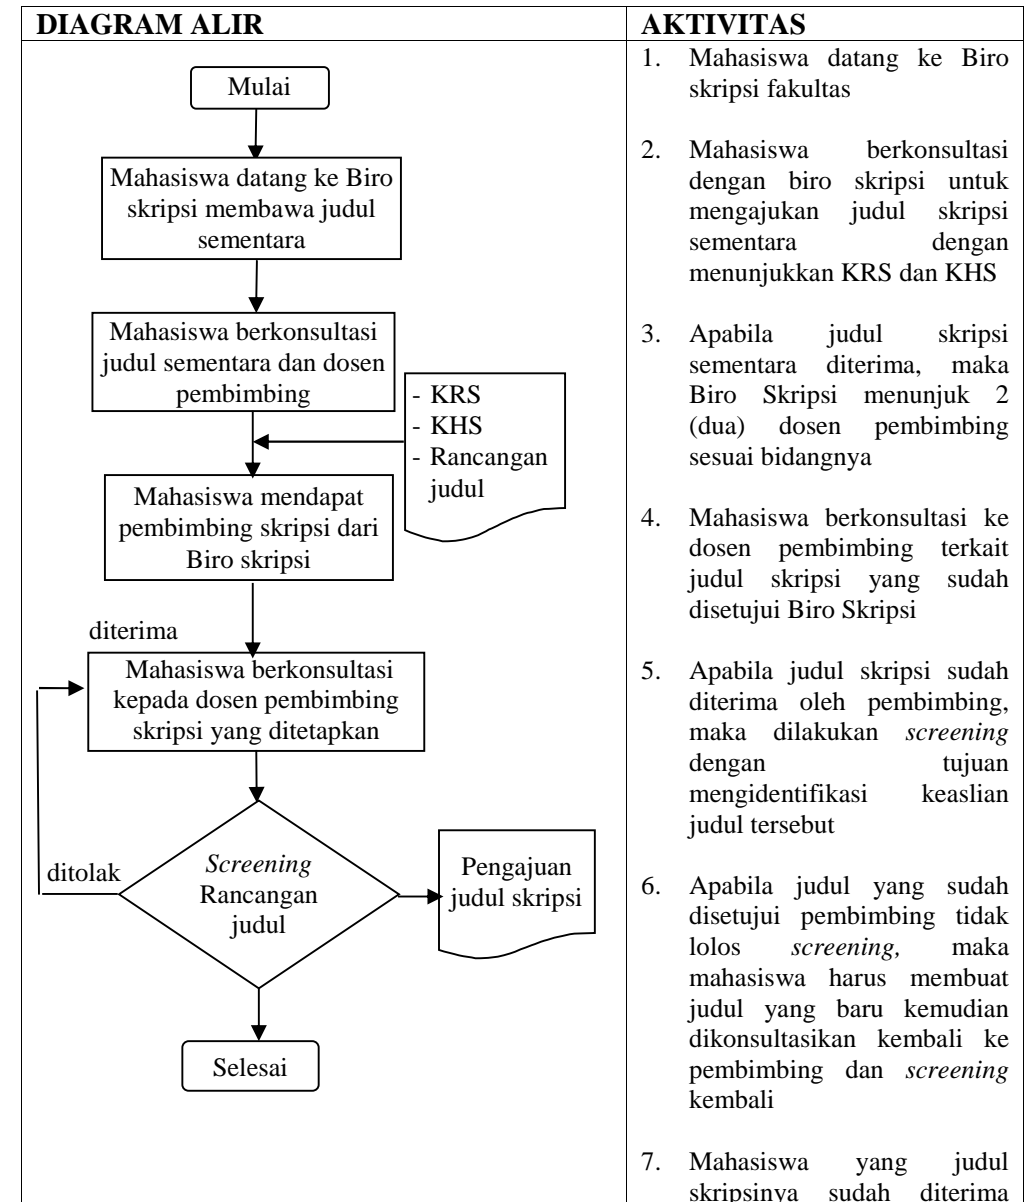 DIAGRAM ALIR
Mulai
Mahasiswa datang ke Biro
skripsi membawa judul
sementara
Mahasiswa berkonsultasi
judul sementara dan dosen
pembimbing
- KRS
- KHS
- Rancangan
judul
Mahasiswa mendapat
pembimbing skripsi dari
Biro skripsi
diterima
Mahasiswa berkonsultasi
kepada dosen pembimbing
skripsi yang ditetapkan
ditolak
Screening
Rancangan
judul
Pengajuan
judul skripsi
Selesai
AKTIVITAS
1. Mahasiswa datang ke Biro
skripsi fakultas
2. Mahasiswa berkonsultasi
dengan biro skripsi untuk
mengajukan judul skripsi
sementara dengan
menunjukkan KRS dan KHS
3. Apabila judul skripsi
sementara diterima, maka
Biro Skripsi menunjuk 2
(dua) dosen pembimbing
sesuai bidangnya
4. Mahasiswa berkonsultasi ke
dosen pembimbing terkait
judul skripsi yang sudah
disetujui Biro Skripsi
5. Apabila judul skripsi sudah
diterima oleh pembimbing,
maka dilakukan screening
dengan tujuan
mengidentifikasi keaslian
judul tersebut
6. Apabila judul yang sudah
disetujui pembimbing tidak
lolos screening, maka
mahasiswa harus membuat
judul yang baru kemudian
dikonsultasikan kembali ke
pembimbing dan screening
kembali
7. Mahasiswa yang judul
skripsinya sudah diterima